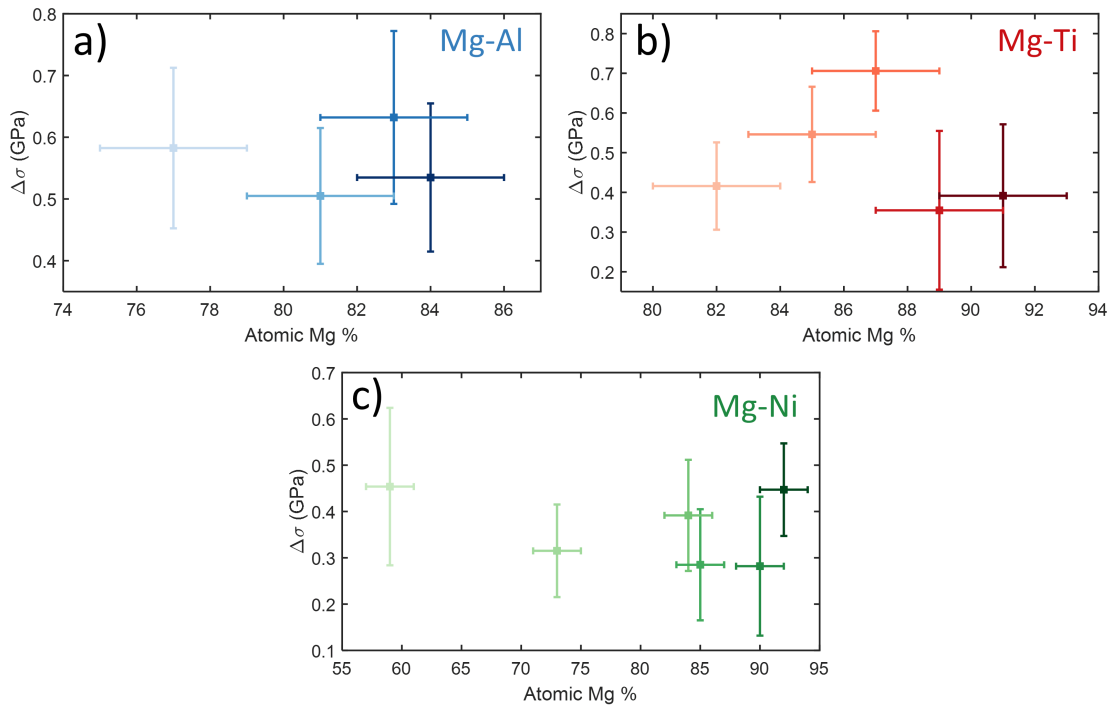 a)
Mg-Al
0.8
0.7
0.6
0.5
0.4
Δσ (GPa)
74 76 78 80 82 84 86
Atomic Mg %
b)
Mg-Ti
0.8
0.7
0.6
0.5
0.4
0.3
0.2
Δσ (GPa)
80 82 84 86 88 90 92 94
Atomic Mg %
c)
Mg-Ni
0.7
0.6
0.5
0.4
0.3
0.2
0.1
Δσ (GPa)
55 60 65 70 75 80 85 90 95
Atomic Mg %